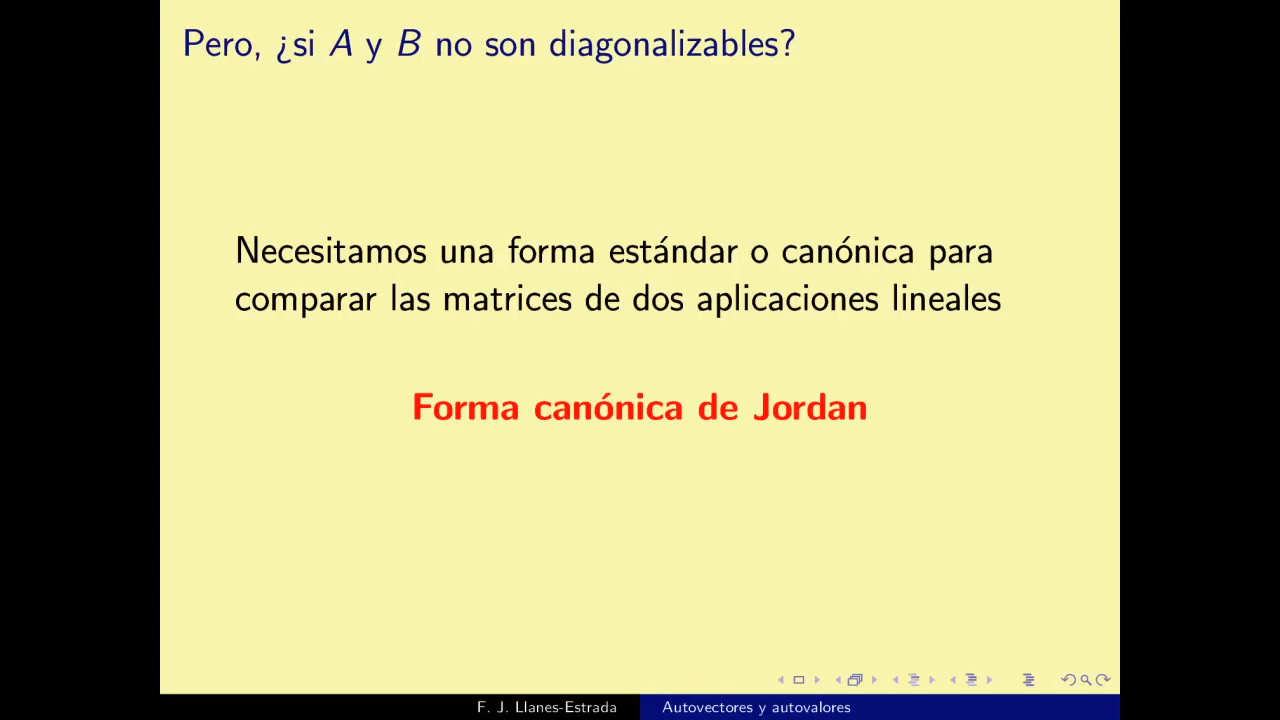 Pero, ¿si A y B no son diagonalizables?
Necesitamos una forma estándar o canónica para
comparar las matrices de dos aplicaciones lineales
Forma canónica de Jordan
F. J. Llanes-Estrada
Autovectores y autovalores